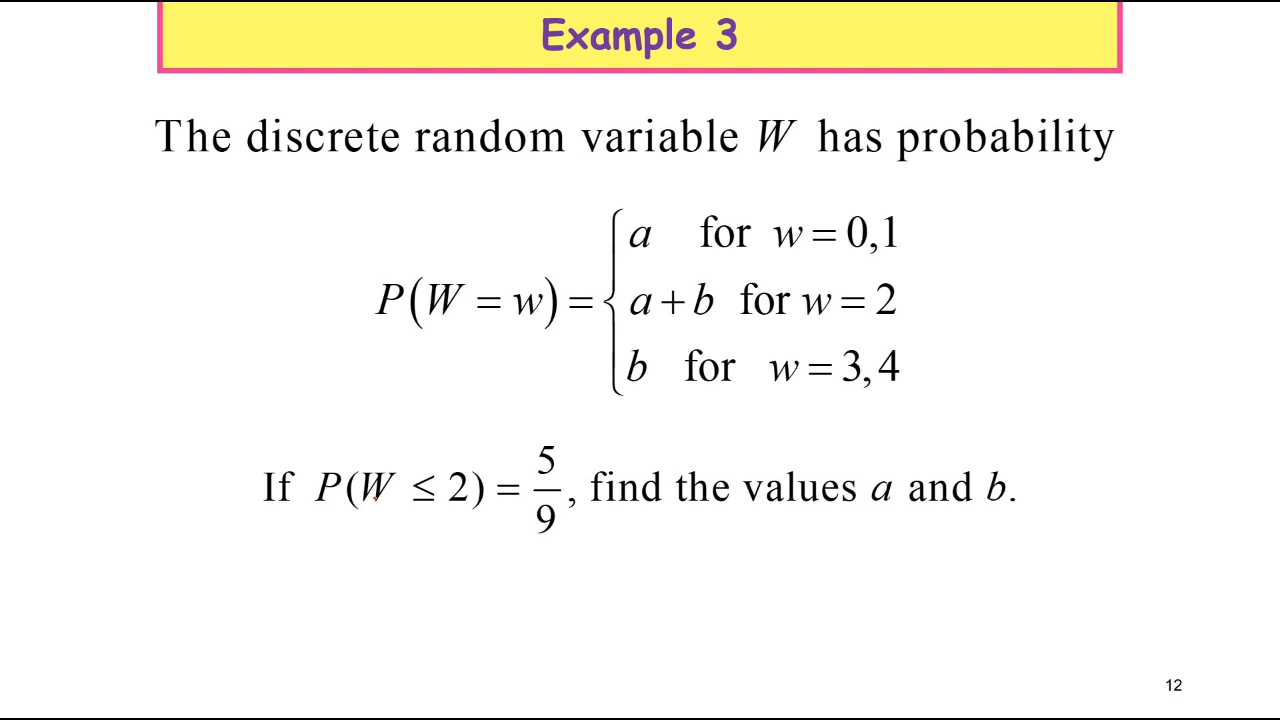 Example 3
The discrete random variable W has probability
P(W = w) = { a for w = 0,1
a + b for w = 2
b for w = 3, 4
If P(W ≤ 2) = 5/9, find the values a and b.
12